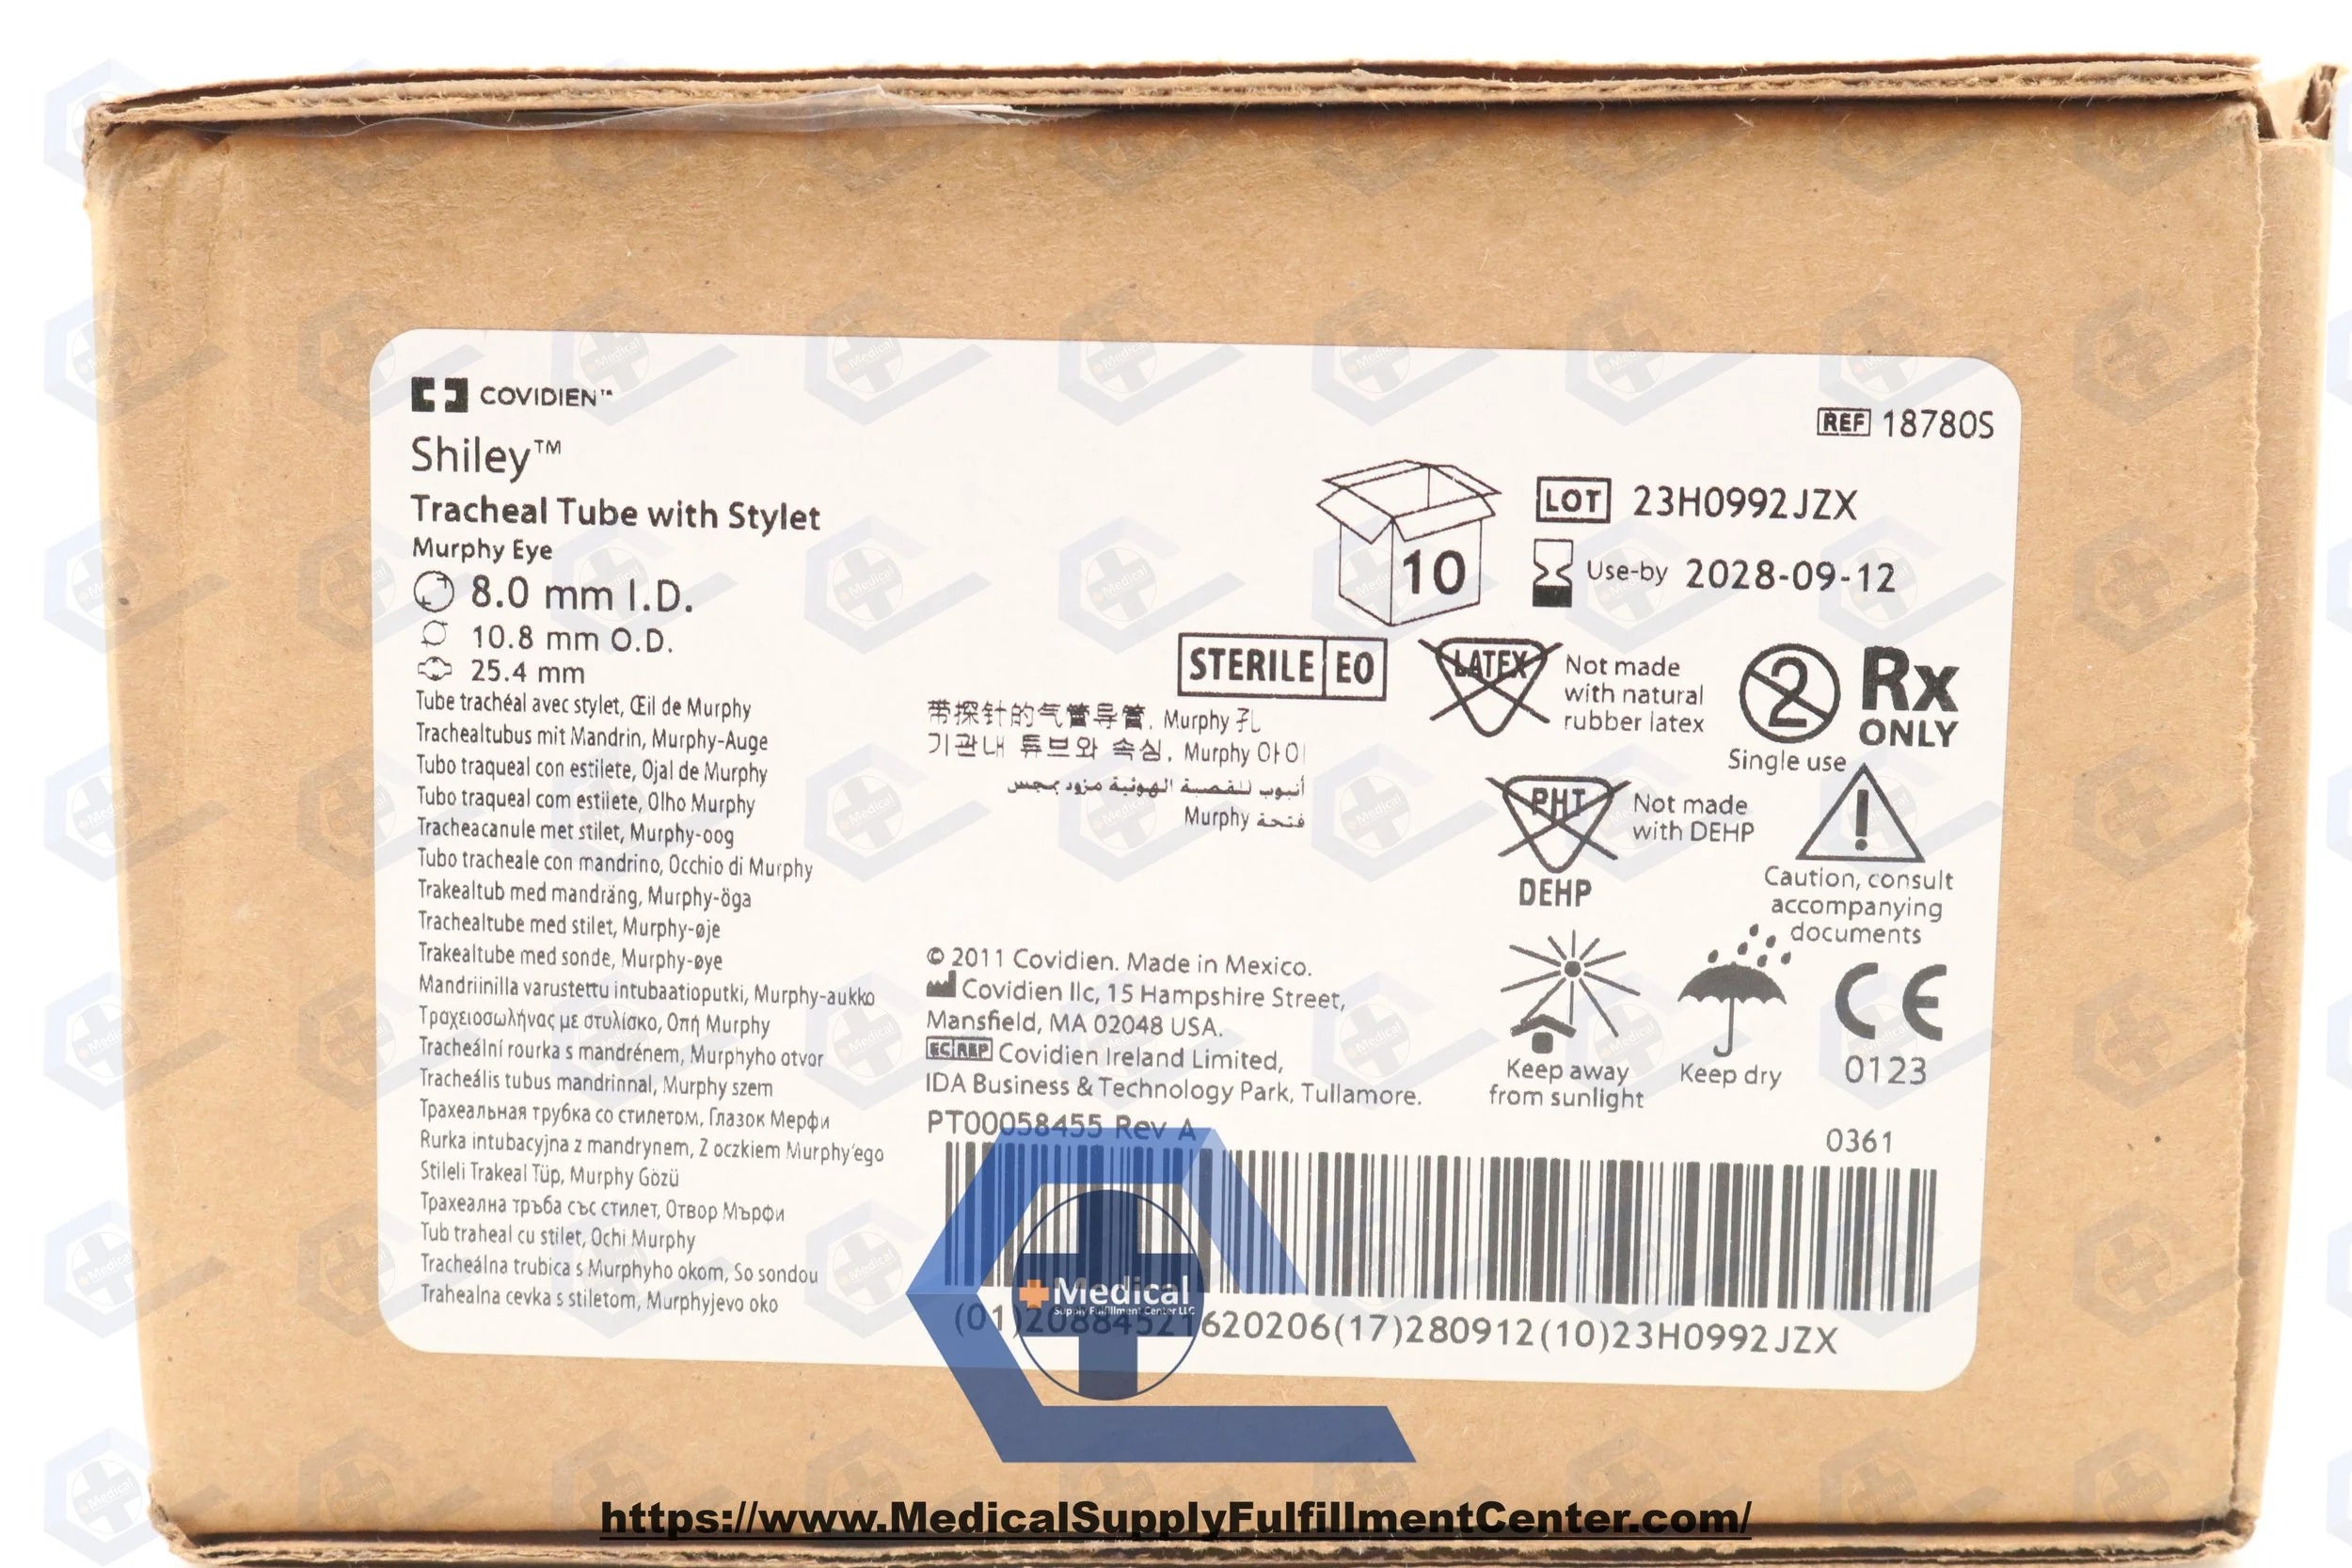 COVIDIEN™
Shiley™
Tracheal Tube with Stylet
Murphy Eye
8.0 mm I.D.
10.8 mm O.D.
25.4 mm
Tube trachéal avec stylet, Œil de Murphy
Trachealtubus mit Mandrin, Murphy-Auge
Tubo traqueal con estilete, Ojal de Murphy
Tubo traqueal com estilete, Olho Murphy
Tracheacanule met stilet, Murphy-oog
Tubo tracheale con mandrino, Occhio di Murphy
Trakealtub med mandräng, Murphy-öga
Trachealtube med stilet, Murphy-øje
Trakealtube med sonde, Murphy-øye
Mandriinilla varustettu intubaatioputki, Murphy-aukko
Τραχειοσωλήνας με στυλίσκο, Οπή Murphy
Tracheální rourka s mandrénem, Murphyho otvor
Tracheális tubus mandrinnal, Murphy szem
Трахеальная трубка со стилетом, Глазок Мерфи
Rurka intubacyjna z mandrynem, Z oczkiem Murphy'ego
Stileli Trakeal Tüp, Murphy Gözü
Трахеална тръба със стилет, Отвор Мърфи
Tub traheal cu stilet, Ochi Murphy
Tracheálna trubica s Murphyho okom, So sondou
Trahealna cevka s stiletom, Murphyjevo oko
REF 18780S
10
LOT 23H0992JZX
Use-by 2028-09-12
STERILE EO
LATEX
Not made
with natural
rubber latex
2
Single use
Rx
ONLY
带探针的气管导管, Murphy 孔
기관내 튜브와 속심, Murphy 아이
أنبوب للقصبة الهوئية مزود بمجس
فتحة Murphy
PHT
DEHP
Not made
with DEHP
!
Caution, consult
accompanying
documents
© 2011 Covidien. Made in Mexico.
Covidien llc, 15 Hampshire Street,
Mansfield, MA 02048 USA.
EC REP Covidien Ireland Limited,
IDA Business & Technology Park, Tullamore.
PT00058455 Rev A
Keep away
from sunlight
Keep dry
CE
0123
0361
(01)20884521620206(17)280912(10)23H0992JZX
Medical
Supply Fulfillment Center LLC
https://www.MedicalSupplyFulfillmentCenter.com/